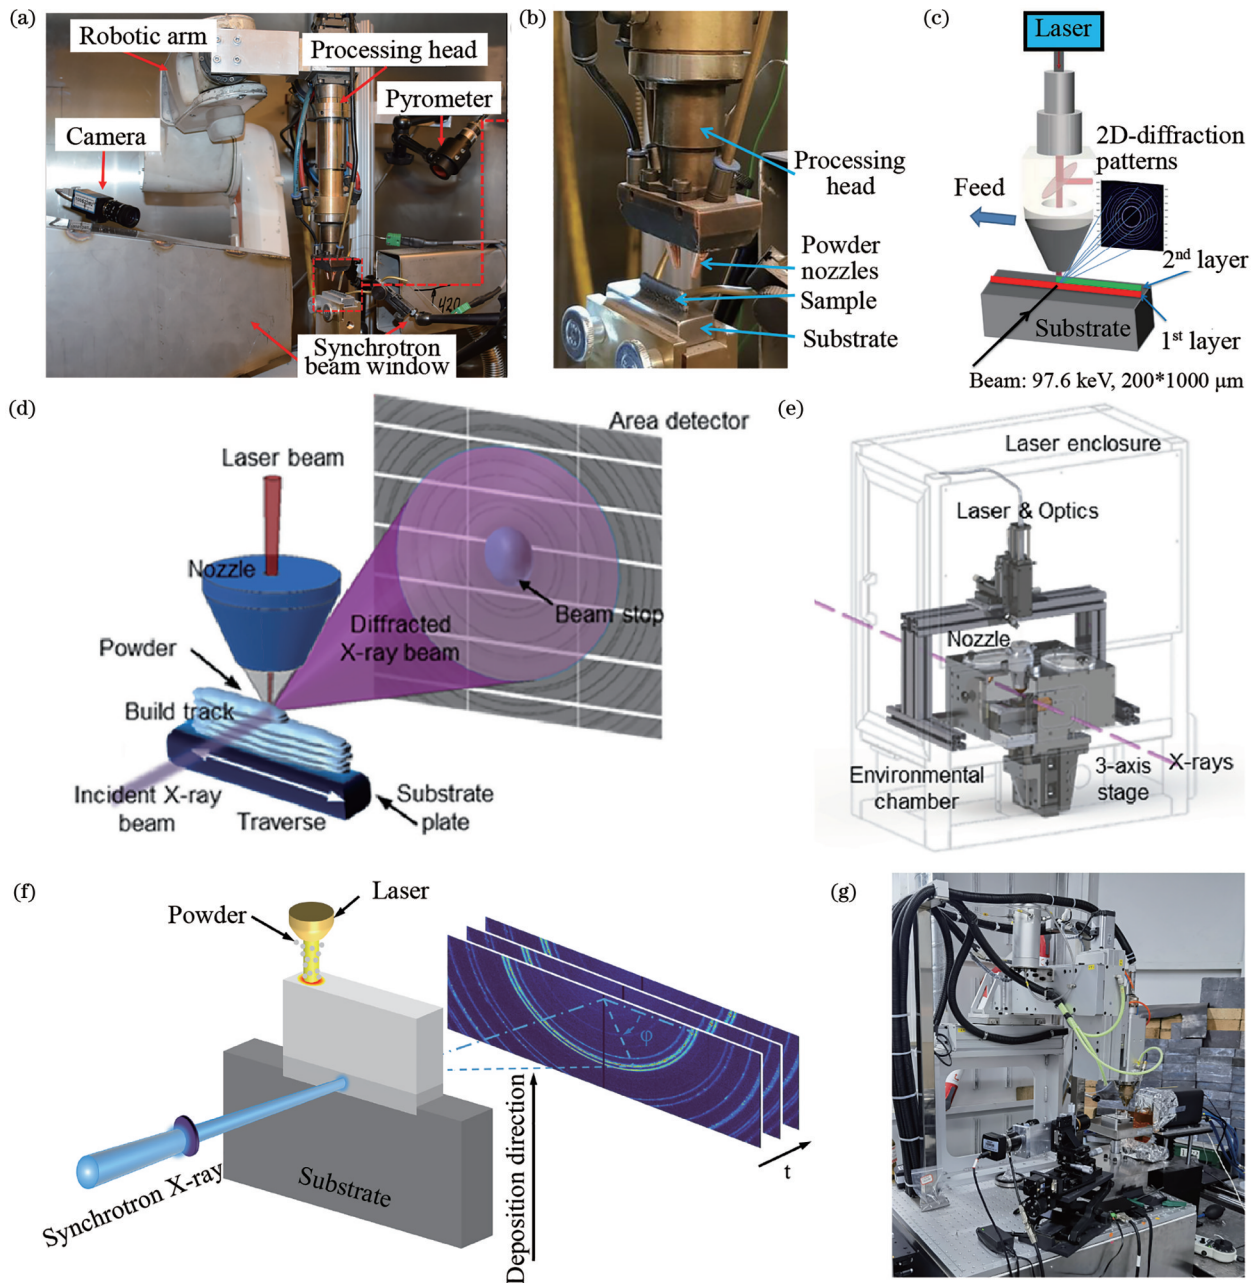 (a)
Robotic arm
Processing head
Pyrometer
Camera
420
Synchrotron
beam window
(b)
Processing
head
Powder
nozzles
Sample
Substrate
(c)
Laser
2D-diffraction
patterns
Feed
2nd layer
Substrate
1st layer
Beam: 97.6 keV, 200*1000 μm
(d)
Area detector
Laser beam
Nozzle
Beam stop
Diffracted
X-ray beam
Powder
Build track
Incident X-ray
beam
Traverse
Substrate
plate
(e)
Laser enclosure
Laser & Optics
Nozzle
X-rays
Environmental
chamber
3-axis
stage
(f)
Laser
Powder
φ
Deposition direction
t
Synchrotron X-ray
Substrate
(g)